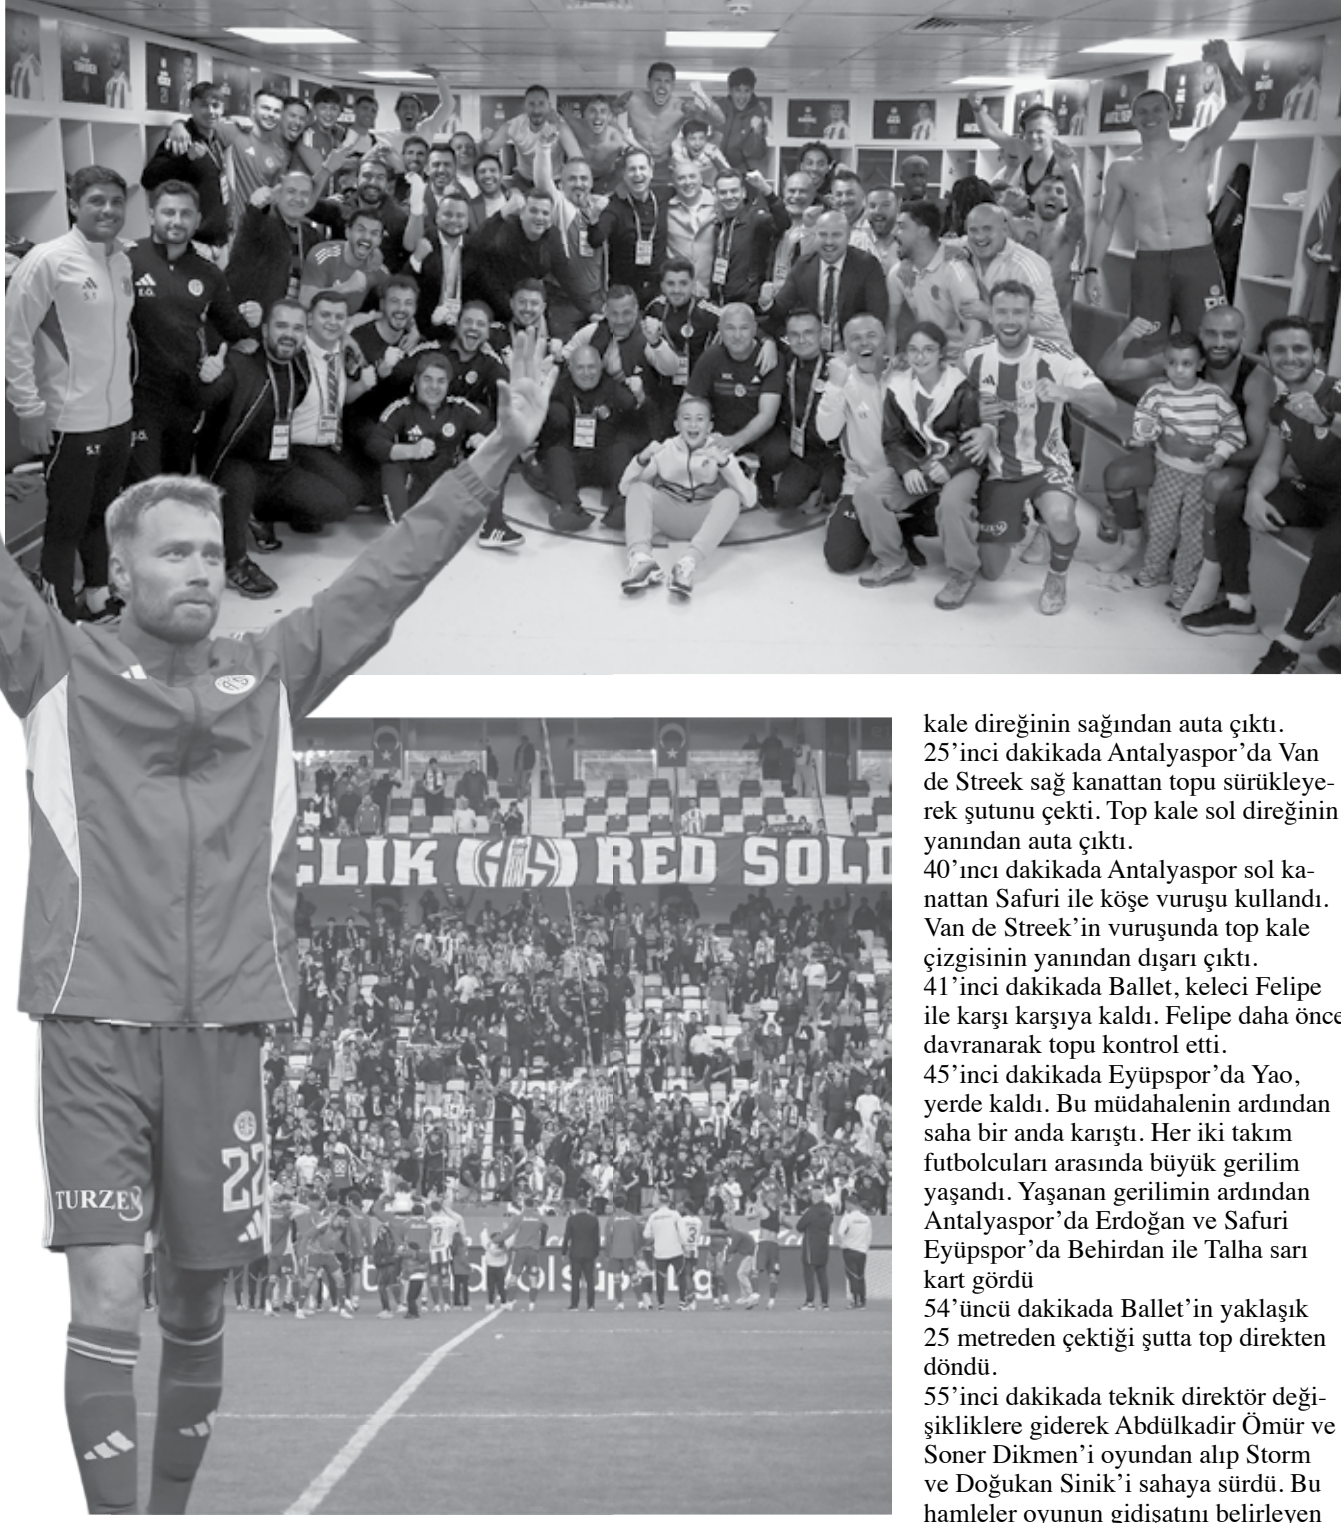 S.T
E.Ö.
S.T
TURZEM
22
ÇLIK
RED SOLD
kale direğinin sağından auta çıktı.
25’inci dakikada Antalyaspor’da Van
de Streek sağ kanattan topu sürükleye-
rek şutunu çekti. Top kale sol direğinin
yanından auta çıktı.
40’ıncı dakikada Antalyaspor sol ka-
nattan Safuri ile köşe vuruşu kullandı.
Van de Streek’in vuruşunda top kale
çizgisinin yanından dışarı çıktı.
41’inci dakikada Ballet, keleci Felipe
ile karşı karşıya kaldı. Felipe daha önce
davranarak topu kontrol etti.
45’inci dakikada Eyüpspor’da Yao,
yerde kaldı. Bu müdahalenin ardından
saha bir anda karıştı. Her iki takım
futbolcuları arasında büyük gerilim
yaşandı. Yaşanan gerilimin ardından
Antalyaspor’da Erdoğan ve Safuri
Eyüpspor’da Behirdan ile Talha sarı
kart gördü
54’üncü dakikada Ballet’in yaklaşık
25 metreden çektiği şutta top direkten
döndü.
55’inci dakikada teknik direktör deği-
şikliklere giderek Abdülkadir Ömür ve
Soner Dikmen’i oyundan alıp Storm
ve Doğukan Sinik’i sahaya sürdü. Bu
hamleler oyunun gidişatını belirleyen